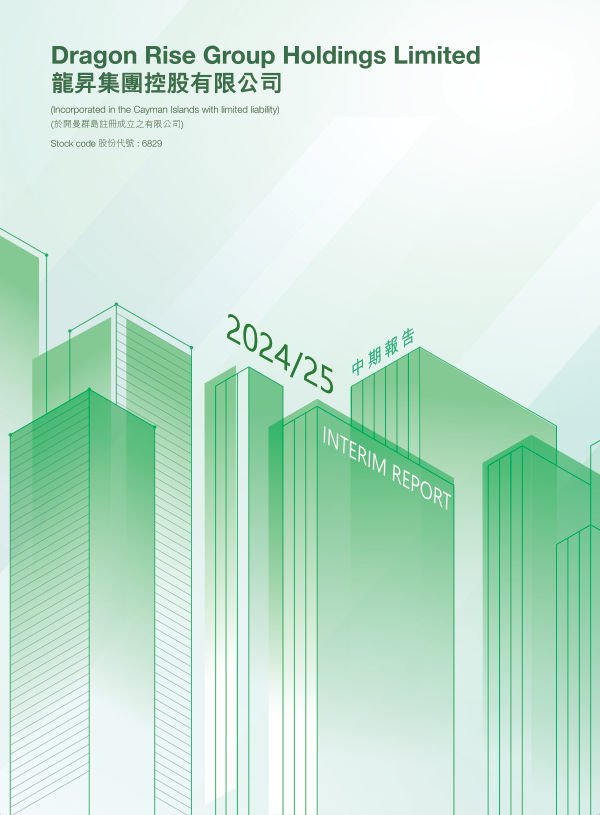 Dragon Rise Group Holdings Limited
龍昇集團控股有限公司
(Incorporated in the Cayman Islands with limited liability)
(於開曼群島註冊成立之有限公司)
Stock code 股份代號 : 6829
2024/25
中期報告
INTERIM REPORT